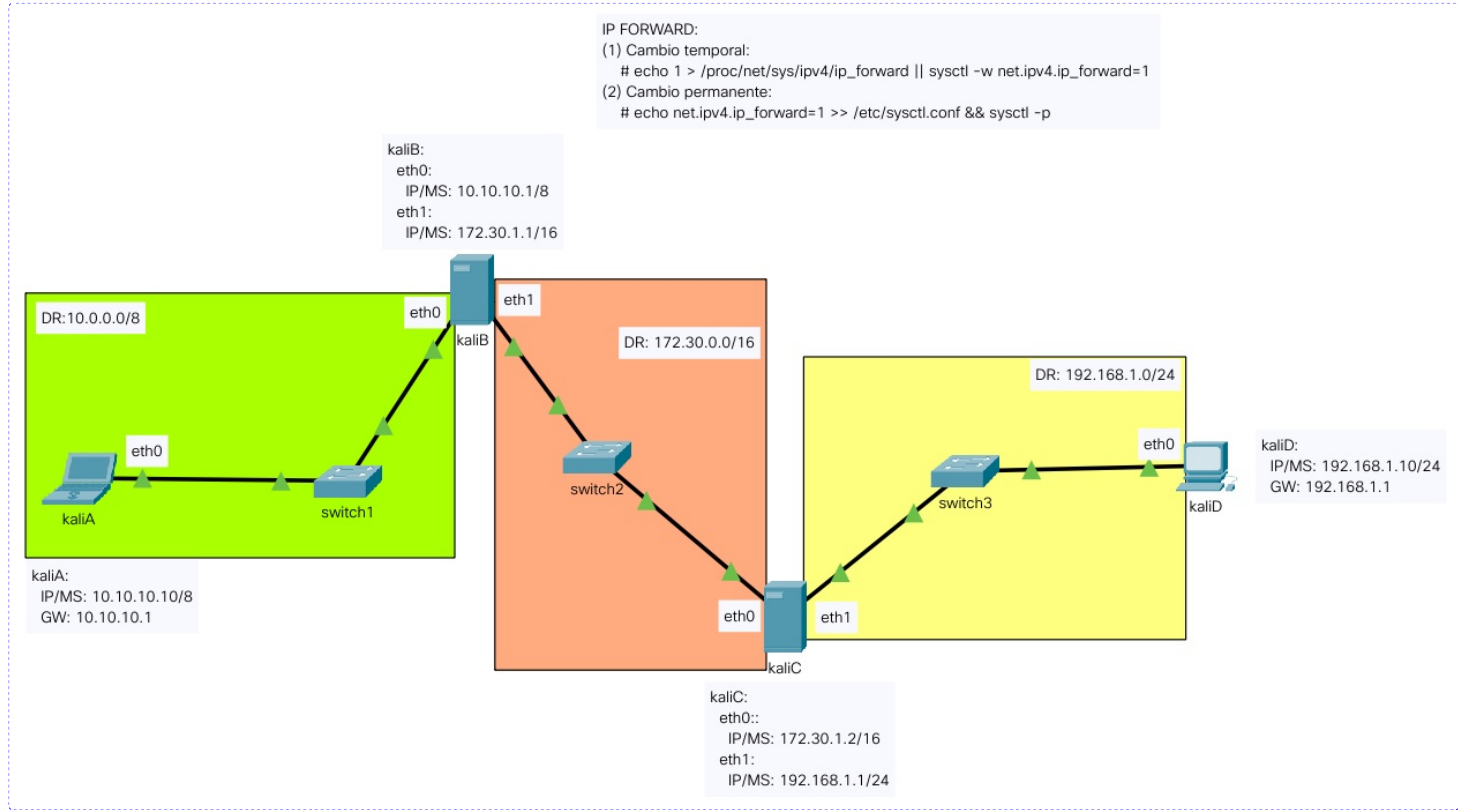 IP FORWARD:
(1) Cambio temporal:
# echo 1 > /proc/net/sys/ipv4/ip_forward || sysctl -w net.ipv4.ip_forward=1
(2) Cambio permanente:
# echo net.ipv4.ip_forward=1 >> /etc/sysctl.conf && sysctl -p
kaliB:
eth0:
IP/MS: 10.10.10.1/8
eth1:
IP/MS: 172.30.1.1/16
DR:10.0.0.0/8
eth0
eth1
kaliB
DR: 172.30.0.0/16
DR: 192.168.1.0/24
eth0
kaliA
switch1
switch2
switch3
eth0
kaliD
kaliD:
IP/MS: 192.168.1.10/24
GW: 192.168.1.1
kaliA:
IP/MS: 10.10.10.10/8
GW: 10.10.10.1
eth0
eth1
kaliC
kaliC:
eth0::
IP/MS: 172.30.1.2/16
eth1:
IP/MS: 192.168.1.1/24